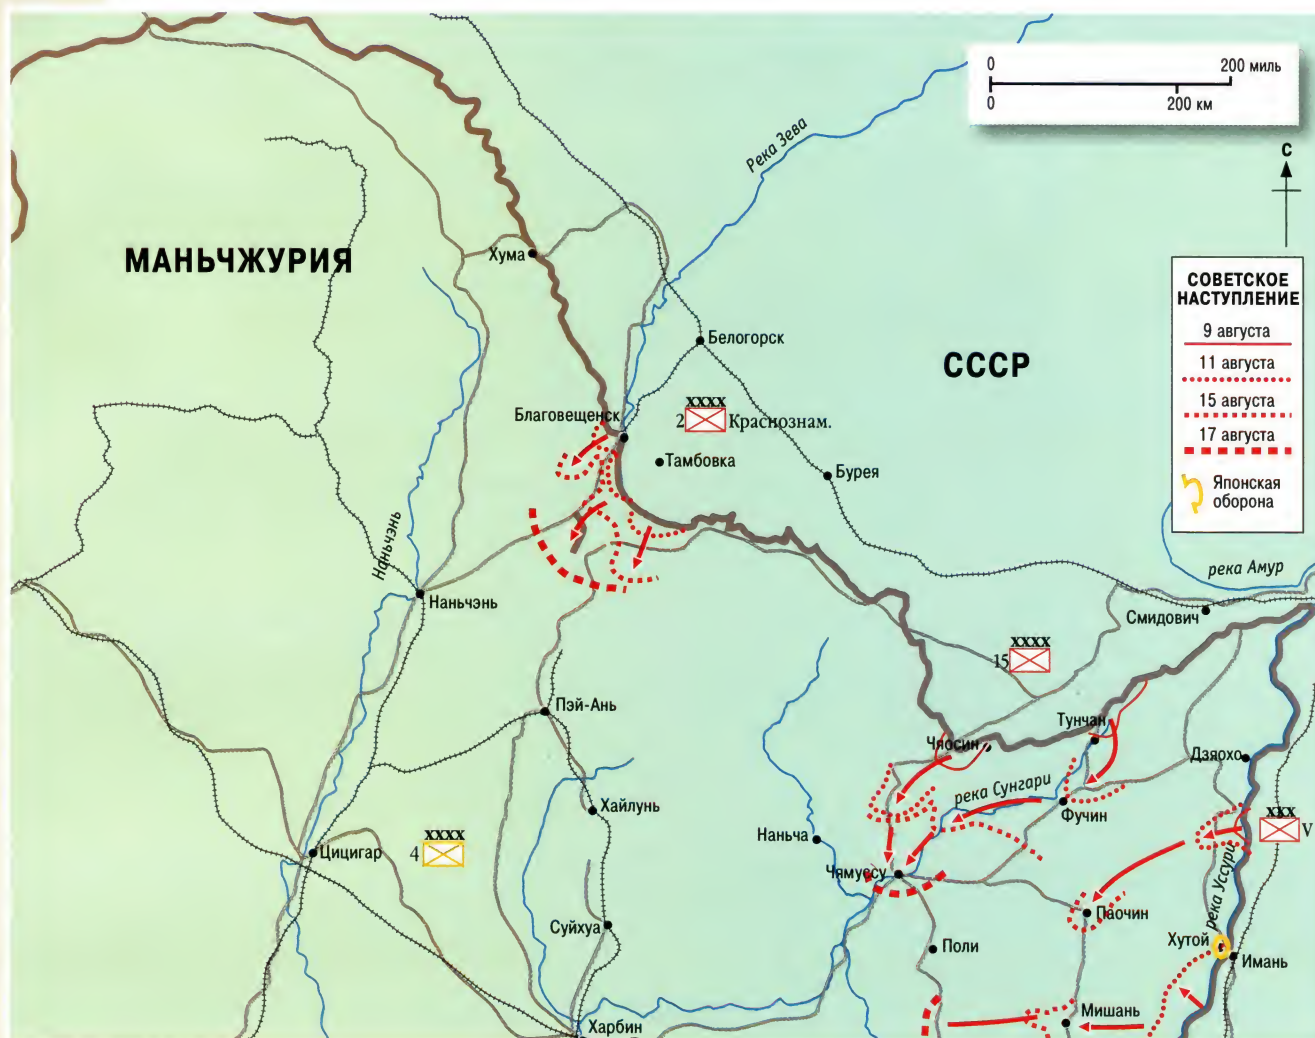 0 200 миль
0 200 км
С
Река Зева
МАНЬЧЖУРИЯ
Хума
СОВЕТСКОЕ
НАСТУПЛЕНИЕ
9 августа
11 августа
15 августа
17 августа
Японская
оборона
Белогорск
СССР
XXXX
2 Краснознам.
Благовещенск
Тамбовка
Бурея
Наньчэнь
Наньчэнь
река Амур
Смидович
XXXX
15
Пэй-Ань
Тунчан
Чяосин
Дзяохо
река Сунгари
Хайлунь
Фучин
XXX
V
Наньча
XXXX
4
Цицигар
Чямуссу
река Уссури
Паочин
Суйхуа
Поли
Хутой
Имань
Мишань
Харбин